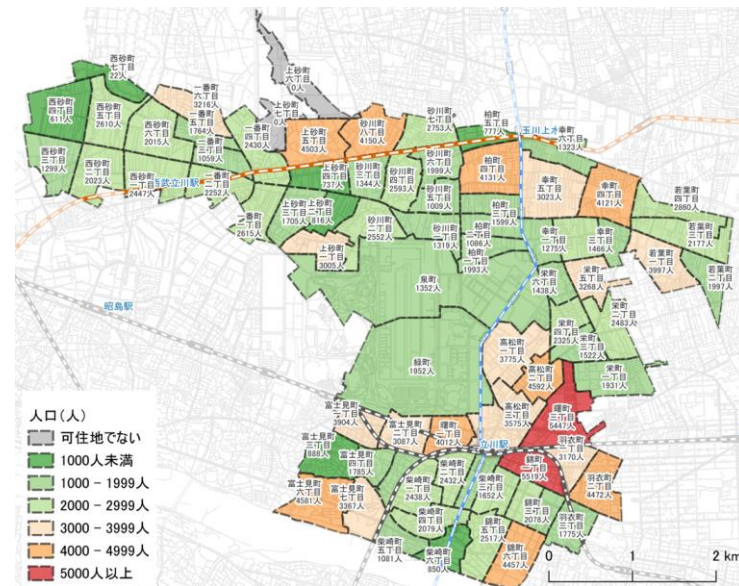 西砂町
七丁目
22人
上砂町
六丁目
0人
西砂町
四丁目
611人
西砂町
五丁目
2610人
西砂町
六丁目
2015人
一番町
六丁目
3216人
一番町
五丁目
1764人
一番町
四丁目
2430人
上砂町
七丁目
0人
上砂町
五丁目
4503人
砂川町
八丁目
4150人
砂川町
七丁目
2753人
柏町
五丁目
777人
玉川上水
幸町
六丁目
1323人
西砂町
三丁目
1299人
西砂町
二丁目
2023人
西砂町
一丁目
2447人
一番町
三丁目
1059人
西武立川駅
一番町
二丁目
2252人
一番町
一丁目
2615人
上砂町
四丁目
737人
砂川町
三丁目
1344人
砂川町
四丁目
2593人
砂川町
六丁目
1999人
砂川町
五丁目
1009人
柏町
四丁目
4131人
幸町
五丁目
3023人
幸町
四丁目
4121人
若葉町
四丁目
2860人
上砂町
三丁目
1705人
上砂町
二丁目
816人
上砂町
一丁目
3005人
砂川町
二丁目
2552人
砂川町
一丁目
1319人
柏町
三丁目
1599人
柏町
二丁目
1086人
柏町
一丁目
1993人
幸町
1275人
幸町
三丁目
1466人
若葉町
三丁目
2177人
若葉町
一丁目
3997人
若葉町
二丁目
1997人
泉町
1352人
栄町
六丁目
1438人
栄町
五丁目
3268人
栄町
四丁目
2325人
栄町
二丁目
2483人
栄町
三丁目
1522人
栄町
一丁目
1931人
昭島駅
緑町
1952人
高松町
一丁目
3775人
高松町
二丁目
4592人
高松町
三丁目
3575人
曙町
三丁目
5447人
富士見町
一丁目
3904人
富士見町
二丁目
3087人
曙町
4012人
立川駅
羽衣町
一丁目
3170人
富士見町
三丁目
888人
富士見町
四丁目
1785人
柴崎町
二丁目
2432人
錦町
一丁目
5519人
羽衣町
二丁目
4472人
富士見町
六丁目
4581人
富士見町
七丁目
3367人
柴崎町
一丁目
2438人
柴崎町
三丁目
1652人
錦町
2078人
羽衣町
三丁目
1775人
柴崎町
四丁目
2079人
錦町
五丁目
2517人
柴崎町
五丁目
1081人
柴崎町
六丁目
850人
錦町
六丁目
4457人
人口(人)
可住地でない
1000人未満
1000 - 1999人
2000 - 2999人
3000 - 3999人
4000 - 4999人
5000人以上
0 1 2 km